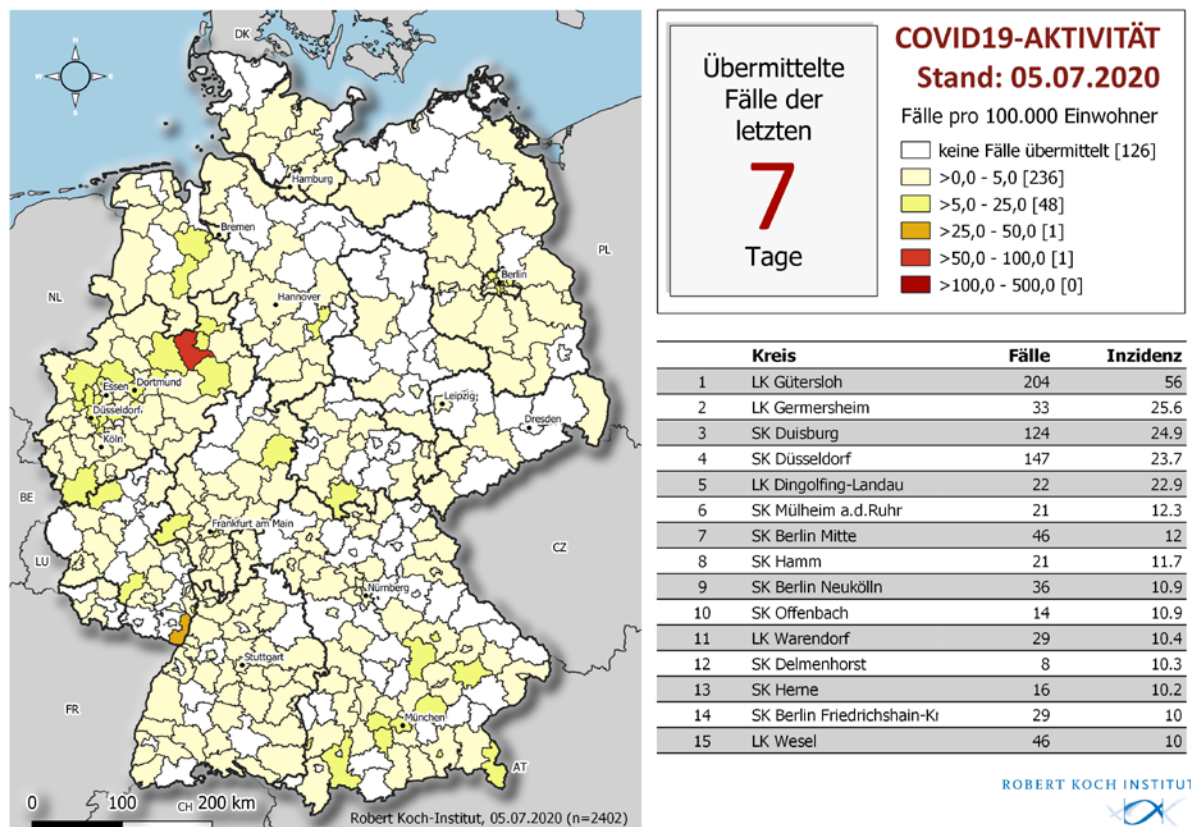 DK
N
W
E
S
Hamburg
Bremen
PL
Berlin
NL
Hannover
Essen
Dortmund
Düsseldorf
Leipzig
Dresden
Köln
BE
Frankfurt am Main
LU
CZ
Nürnberg
Stuttgart
FR
München
AT
0 100 200 km
CH
Robert Koch-Institut, 05.07.2020 (n=2402)
Übermittelte
Fälle der
letzten
7
Tage
COVID19-AKTIVITÄT
Stand: 05.07.2020
Fälle pro 100.000 Einwohner
keine Fälle übermittelt [126]
>0,0 - 5,0 [236]
>5,0 - 25,0 [48]
>25,0 - 50,0 [1]
>50,0 - 100,0 [1]
>100,0 - 500,0 [0]
Kreis Fälle Inzidenz
1 LK Gütersloh 204 56
2 LK Germersheim 33 25.6
3 SK Duisburg 124 24.9
4 SK Düsseldorf 147 23.7
5 LK Dingolfing-Landau 22 22.9
6 SK Mülheim a.d.Ruhr 21 12.3
7 SK Berlin Mitte 46 12
8 SK Hamm 21 11.7
9 SK Berlin Neukölln 36 10.9
10 SK Offenbach 14 10.9
11 LK Warendorf 29 10.4
12 SK Delmenhorst 8 10.3
13 SK Herne 16 10.2
14 SK Berlin Friedrichshain-Kr 29 10
15 LK Wesel 46 10
ROBERT KOCH INSTITUT